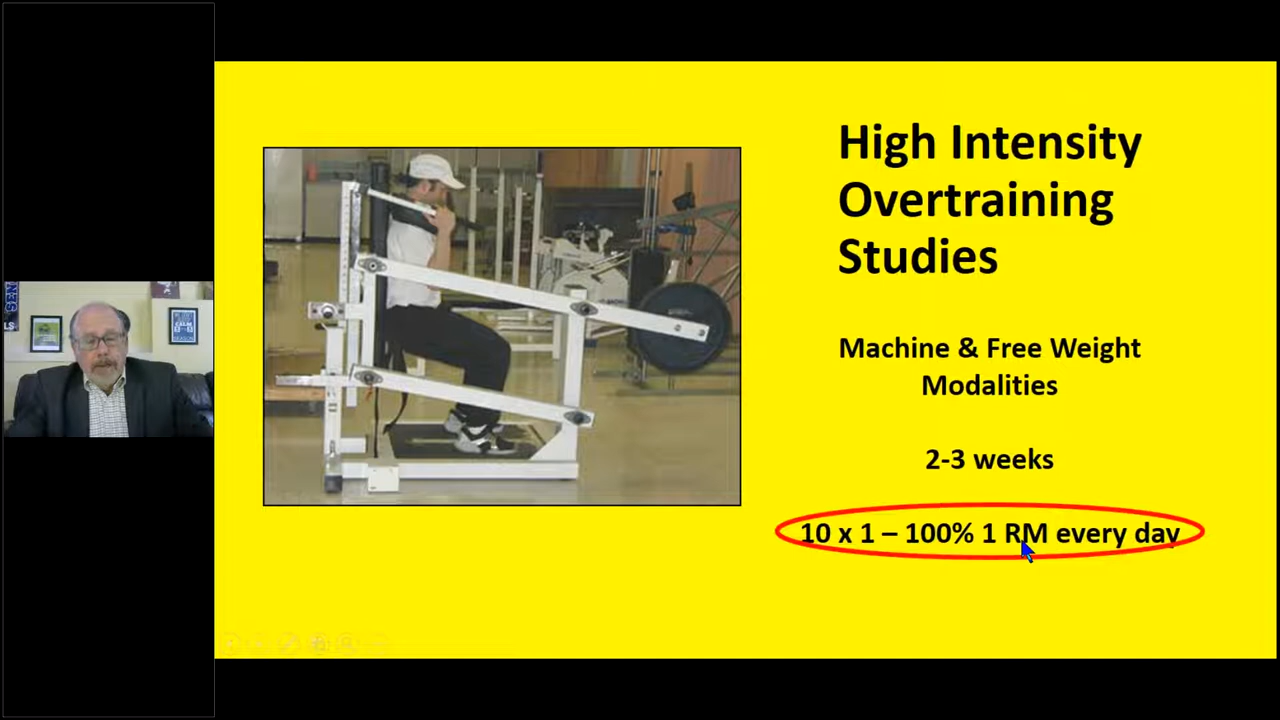 High Intensity
Overtraining
Studies
Machine & Free Weight
Modalities
2-3 weeks
10 x 1 – 100% 1 RM every day